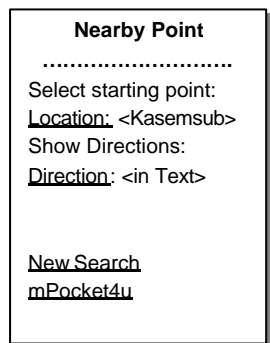 Nearby Point
………………………….
Select starting point:
Location: <Kasemsub>
Show Directions:
Direction: <in Text>
New Search
mPocket4u